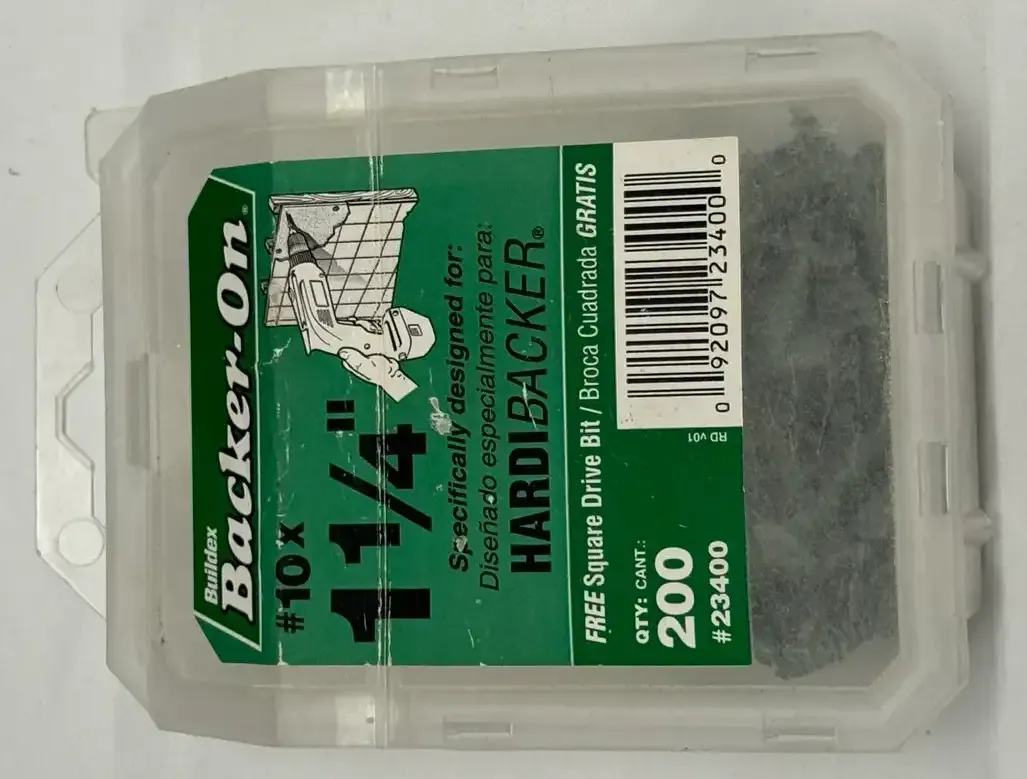 Buildex
Backer-On®
#10 x
1 1/4"
Specifically designed for:
Diseñado especialmente para:
HARDIBACKER®
FREE Square Drive Bit / Broca Cuadrada GRATIS
QTY: CANT.:
200
#23400
RD v01
0 92097 23400 0